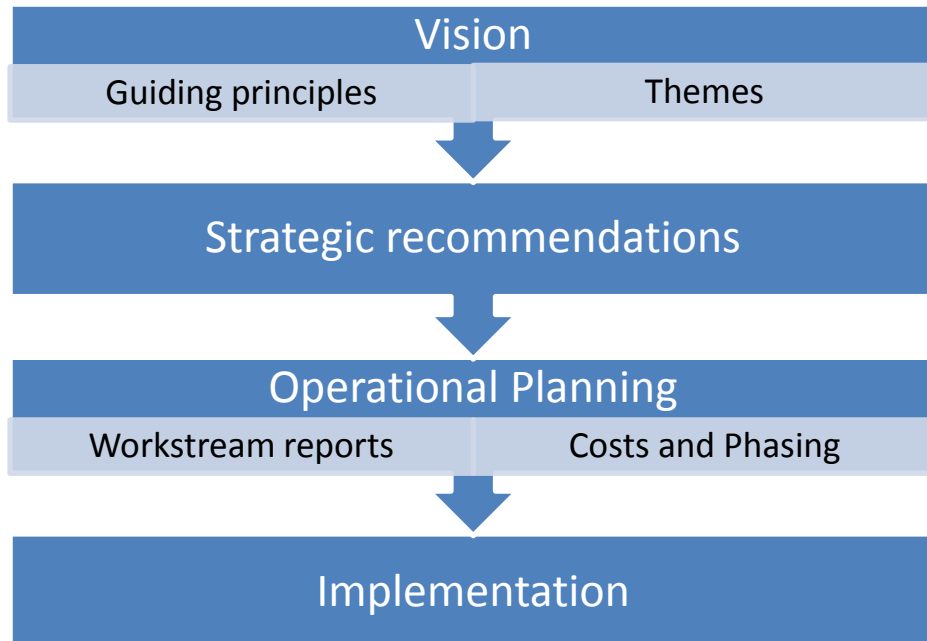 Vision
Guiding principles
Themes
Strategic recommendations
Operational Planning
Workstream reports
Costs and Phasing
Implementation